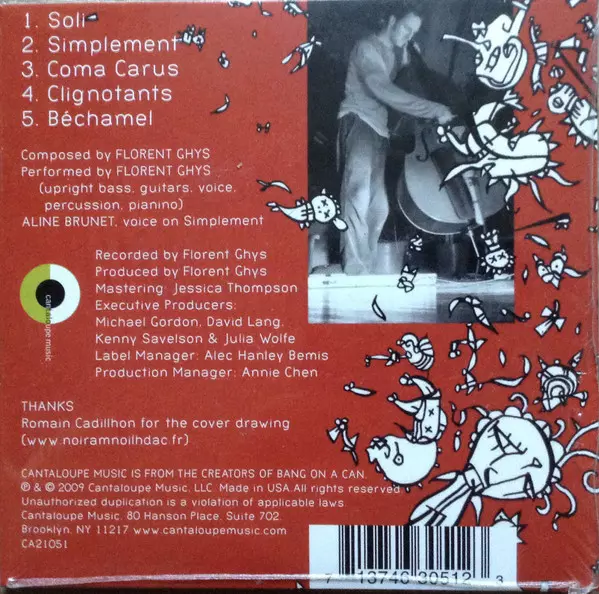 1. Soli
2. Simplement
3. Coma Carus
4. Clignotants
5. Béchamel
Composed by FLORENT GHYS
Performed by FLORENT GHYS
(upright bass, guitars, voice,
percussion, pianino)
ALINE BRUNET, voice on Simplement
Recorded by Florent Ghys
Produced by Florent Ghys
Mastering: Jessica Thompson
Executive Producers:
Michael Gordon, David Lang,
Kenny Savelson & Julia Wolfe
Label Manager: Alec Hanley Bemis
Production Manager: Annie Chen
cantaloupe music
THANKS
Romain Cadillhon for the cover drawing
(www.noiramnoilhdac.fr)
CANTALOUPE MUSIC IS FROM THE CREATORS OF BANG ON A CAN.
℗ & © 2009 Cantaloupe Music, LLC. Made in USA.All rights reserved
Unauthorized duplication is a violation of applicable laws.
Cantaloupe Music, 80 Hanson Place, Suite 702,
Brooklyn, NY 11217 www.cantaloupemusic.com
CA21051
7 13746 30512 3